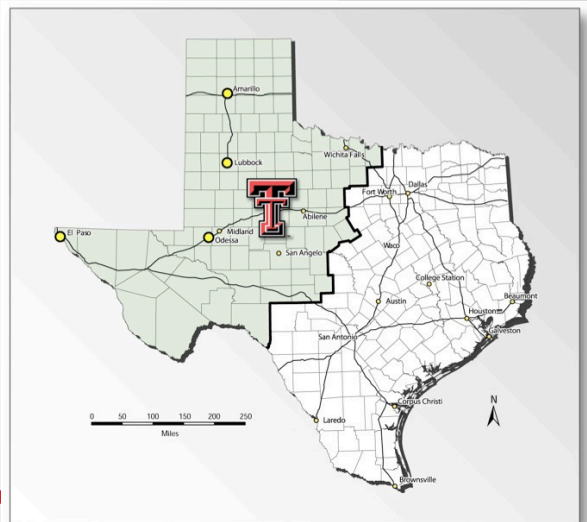 Amarillo
Lubbock
Wichita Falls
TT
Abilene
Fort Worth
Dallas
El Paso
Midland
Odessa
San Angelo
Waco
College Station
Austin
Beaumont
Houston
Galveston
San Antonio
Corpus Christi
Laredo
Brownsville
N
0 50 100 150 200 250
Miles